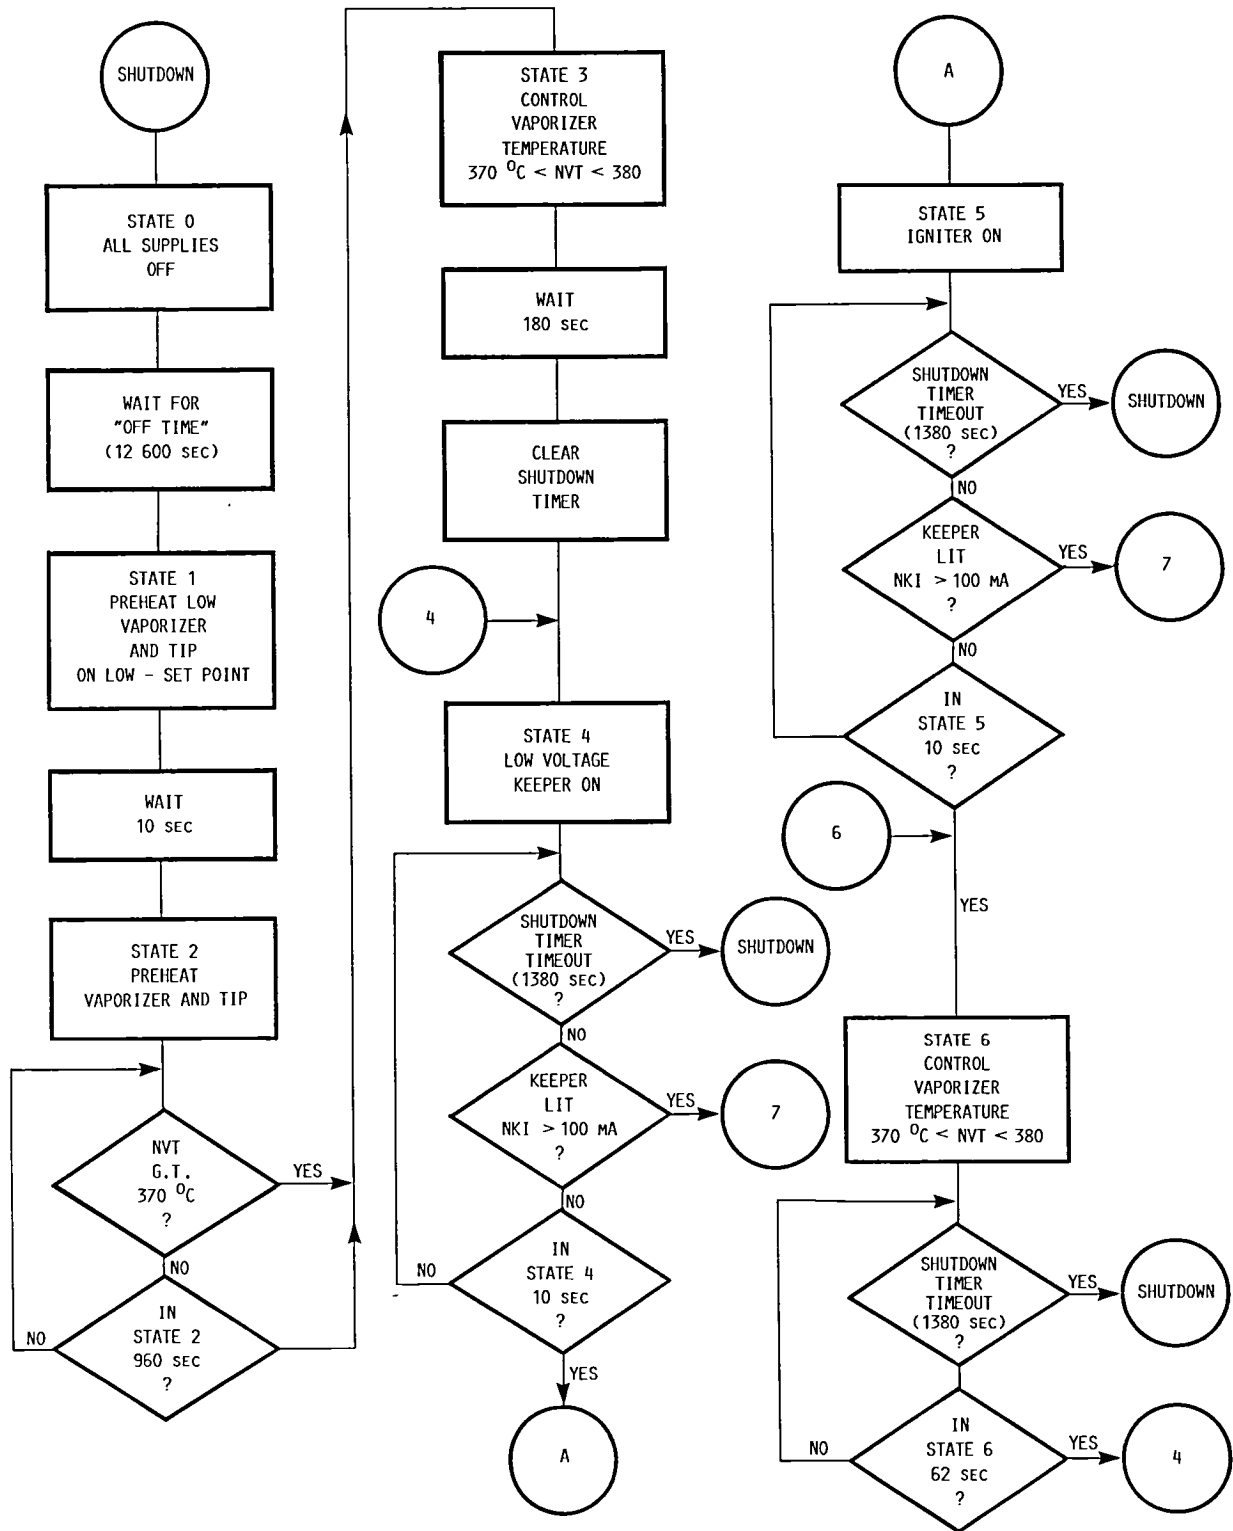 SHUTDOWN
STATE 0
ALL SUPPLIES
OFF
WAIT FOR
"OFF TIME"
(12 600 SEC)
STATE 1
PREHEAT LOW
VAPORIZER
AND TIP
ON LOW - SET POINT
WAIT
10 SEC
STATE 2
PREHEAT
VAPORIZER AND TIP
NVT
G.T.
370 ⁰C
?
YES
NO
IN
STATE 2
960 SEC
?
NO
STATE 3
CONTROL
VAPORIZER
TEMPERATURE
370 ⁰C < NVT < 380
WAIT
180 SEC
CLEAR
SHUTDOWN
TIMER
4
STATE 4
LOW VOLTAGE
KEEPER ON
SHUTDOWN
TIMER
TIMEOUT
(1380 SEC)
?
YES
SHUTDOWN
NO
KEEPER
LIT
NKI > 100 MA
?
YES
7
NO
IN
STATE 4
10 SEC
?
NO
YES
A
A
STATE 5
IGNITER ON
SHUTDOWN
TIMER
TIMEOUT
(1380 SEC)
?
YES
SHUTDOWN
NO
KEEPER
LIT
NKI > 100 MA
?
YES
7
NO
IN
STATE 5
10 SEC
?
6
YES
STATE 6
CONTROL
VAPORIZER
TEMPERATURE
370 ⁰C < NVT < 380
SHUTDOWN
TIMER
TIMEOUT
(1380 SEC)
?
YES
SHUTDOWN
IN
STATE 6
62 SEC
?
NO
YES
4